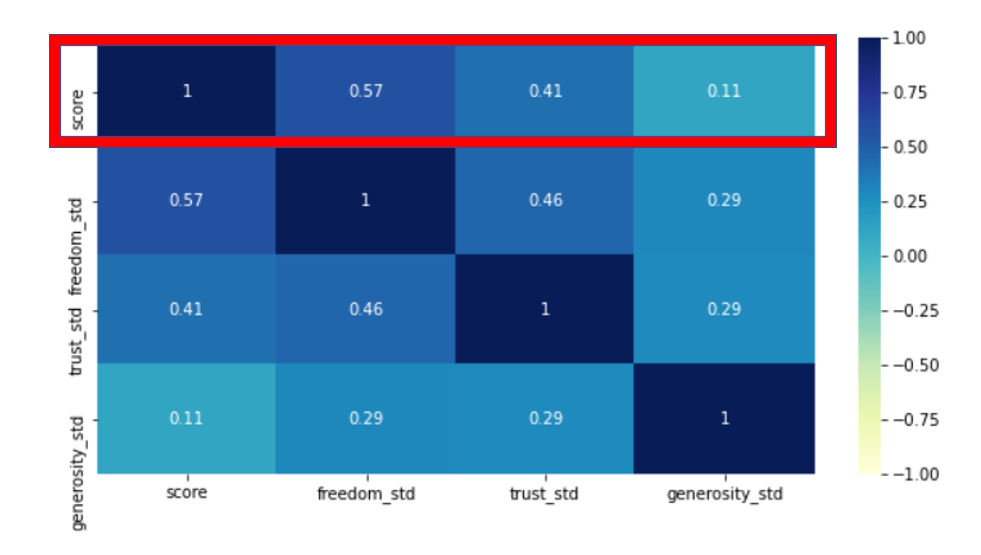 score
1 0.57 0.41 0.11
freedom_std
0.57 1 0.46 0.29
trust_std
0.41 0.46 1 0.29
generosity_std
0.11 0.29 0.29 1
score freedom_std trust_std generosity_std
1.00
0.75
0.50
0.25
0.00
−0.25
−0.50
−0.75
−1.00